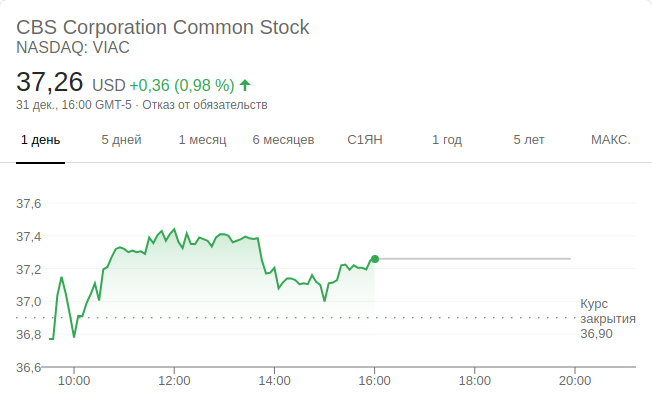 CBS Corporation Common Stock
NASDAQ: VIAC
37,26 USD +0,36 (0,98 %)
31 дек., 16:00 GMT-5 · Отказ от обязательств
1 день 5 дней 1 месяц 6 месяцев С1ЯН 1 год 5 лет МАКС.
37,6
37,4
37,2
37,0
36,8
36,6
Курс
закрытия
36,90
10:00 12:00 14:00 16:00 18:00 20:00